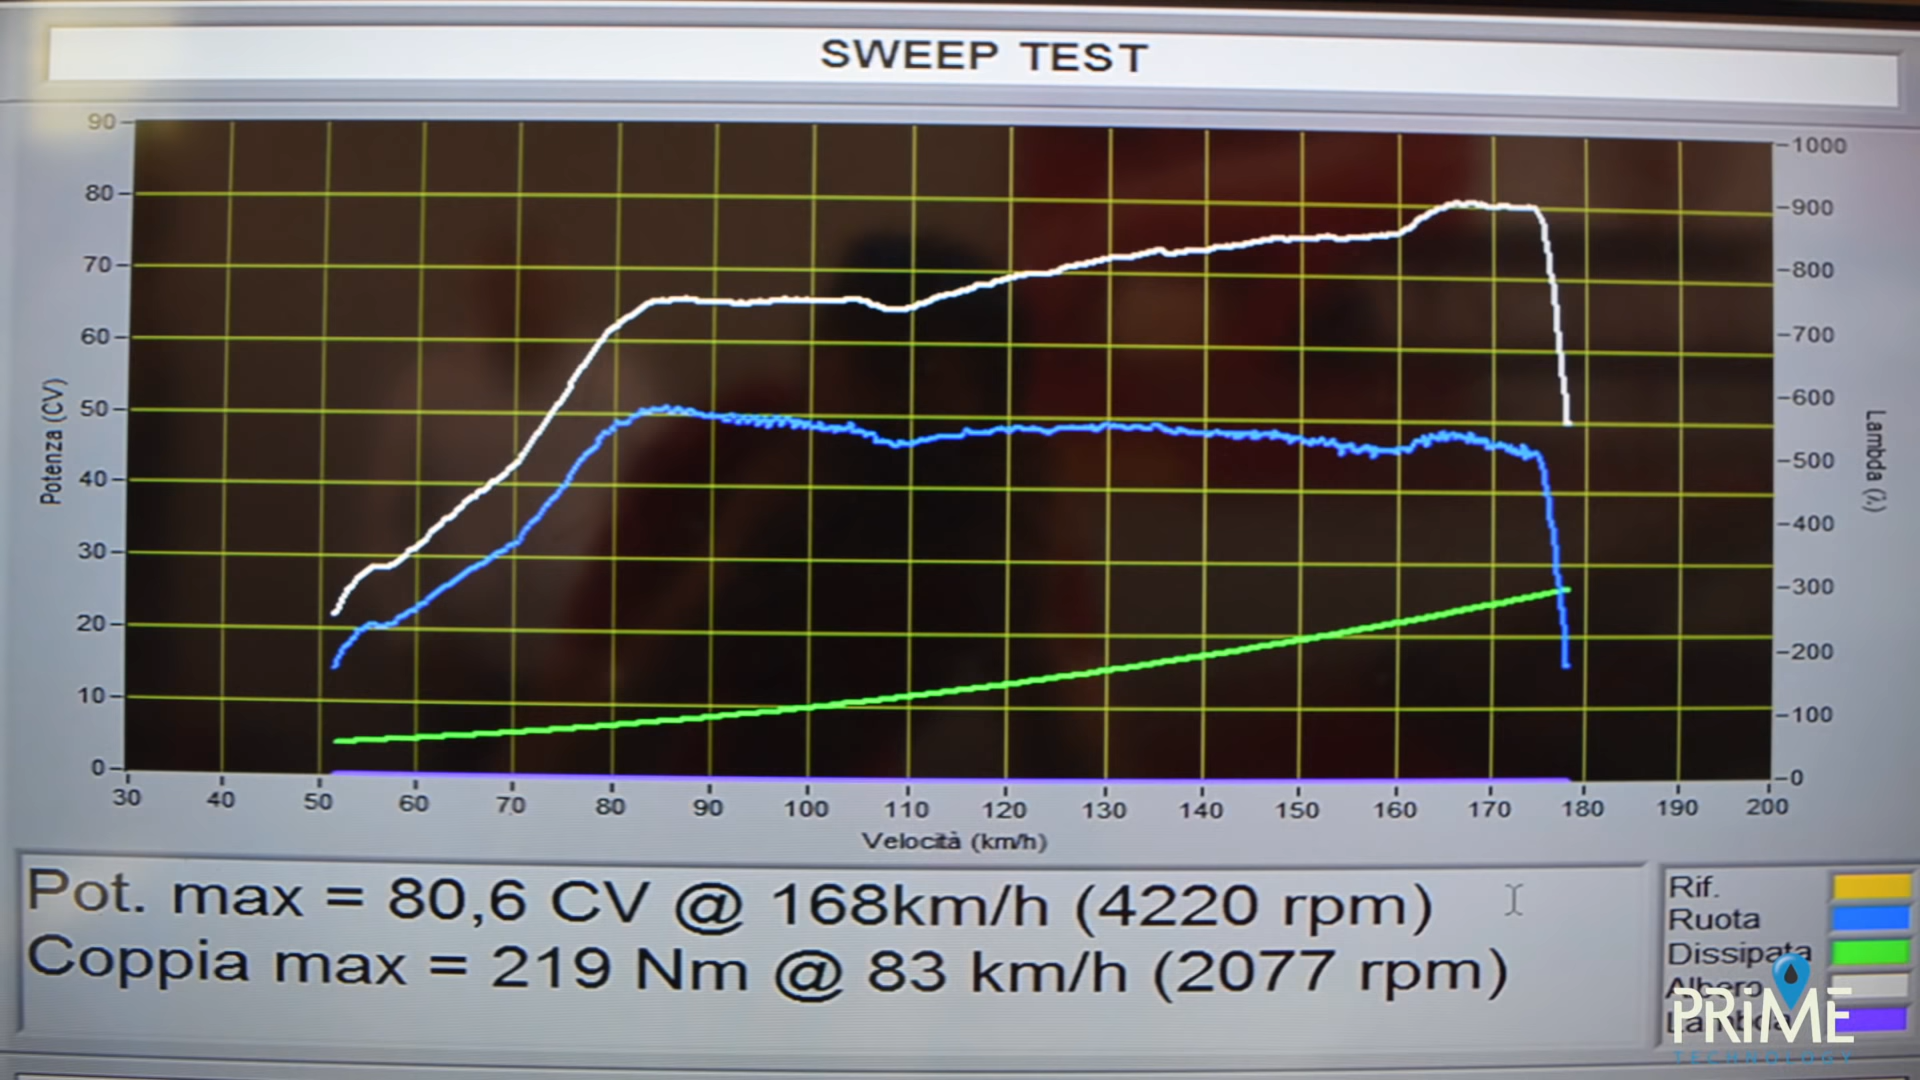 SWEEP TEST
90
80
70
60
50
40
30
20
10
0
Potenza (CV)
1000
900
800
700
600
500
400
300
200
100
0
Lambda (λ)
30 40 50 60 70 80 90 100 110 120 130 140 150 160 170 180 190 200
Velocità (km/h)
Pot. max = 80,6 CV @ 168km/h (4220 rpm)
Coppia max = 219 Nm @ 83 km/h (2077 rpm)
Rif.
Ruota
Dissipata
Albero
Lambda
PRiME
TECHNOLOGY